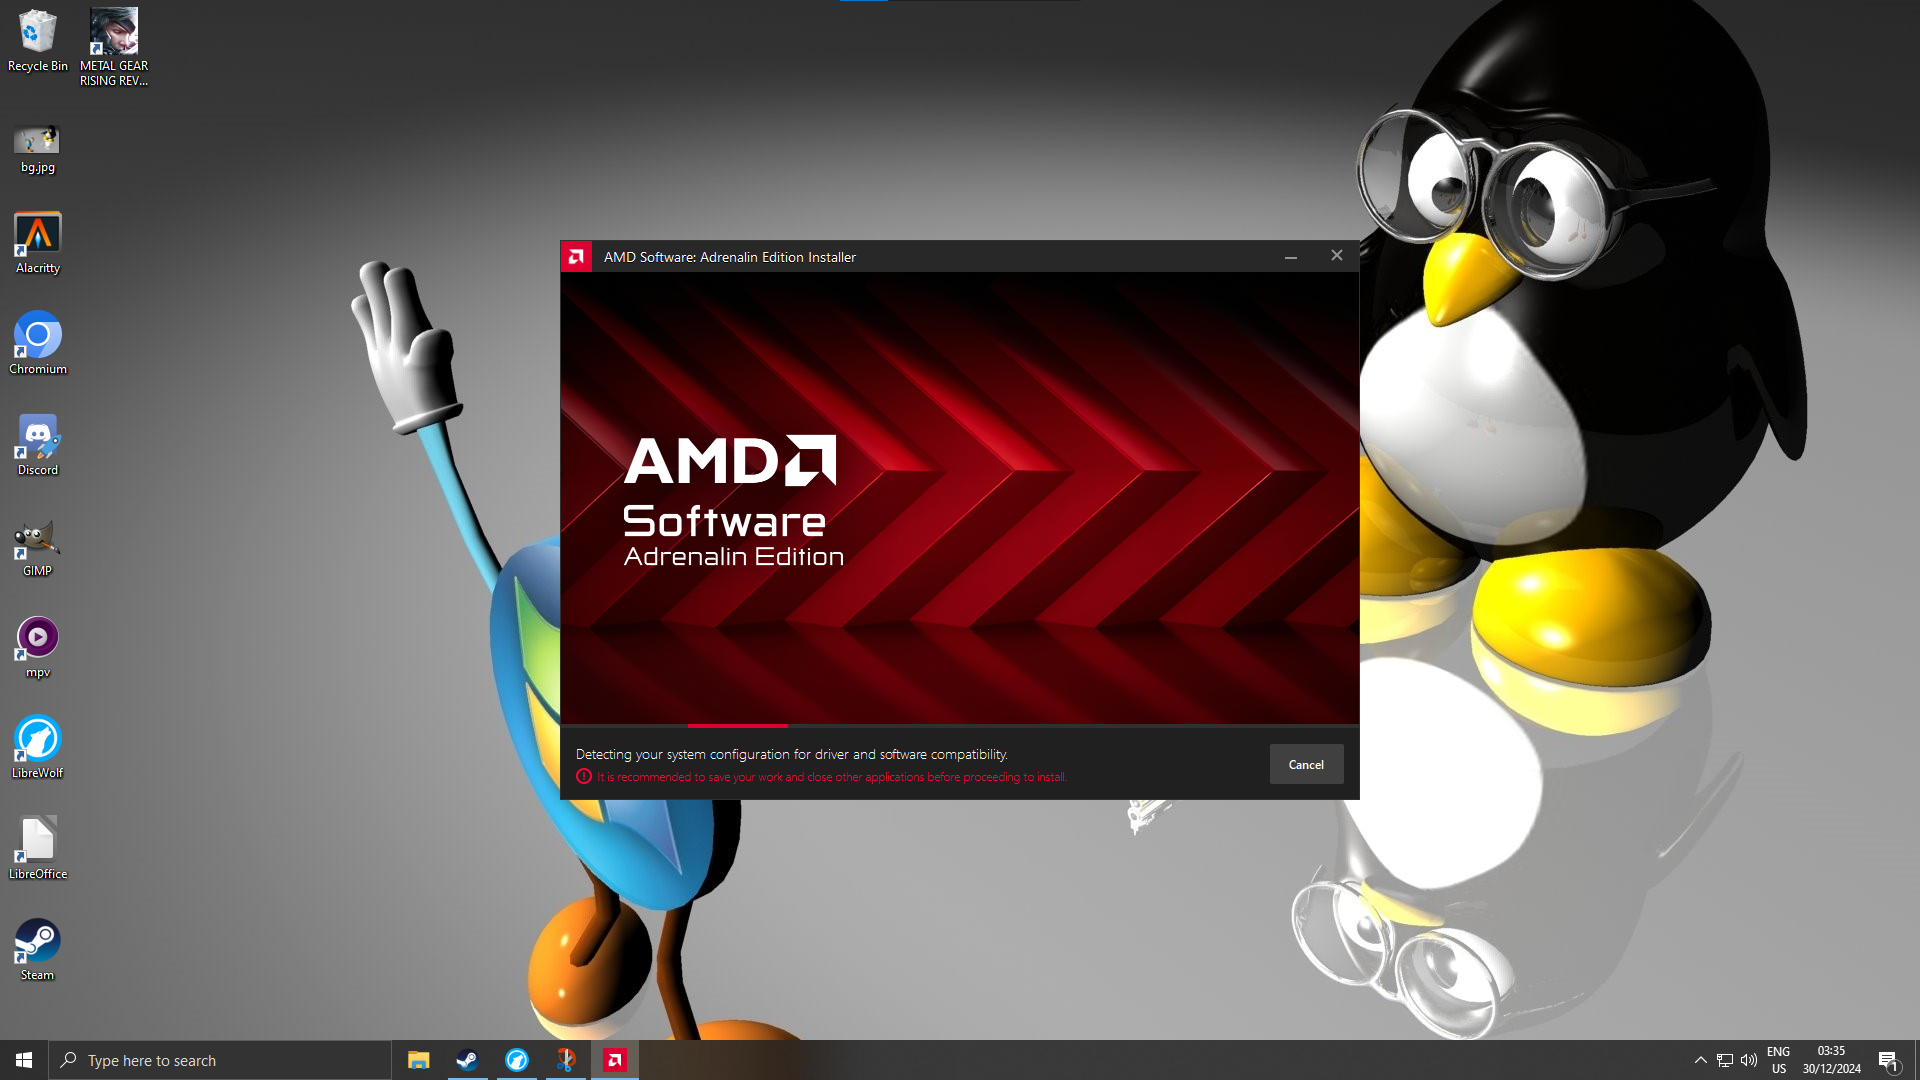 Recycle Bin
METAL GEAR
RISING REV...
bg.jpg
Alacritty
Chromium
Discord
GIMP
mpv
LibreWolf
LibreOffice
Steam
AMD Software: Adrenalin Edition Installer
AMD
Software
Adrenalin Edition
Detecting your system configuration for driver and software compatibility.
It is recommended to save your work and close other applications before proceeding to install.
Cancel
Type here to search
ENG
US
03:35
30/12/2024
1